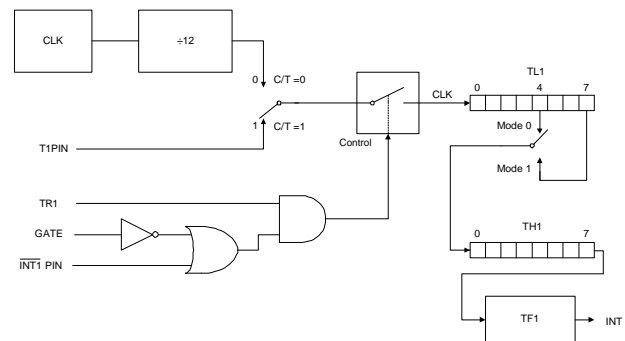 CLK
÷12
0 C/T =0
1 C/T =1
T1PIN
Control
CLK
TL1
0 4 7
Mode 0
Mode 1
TR1
GATE
INT1 PIN
TH1
0 7
TF1
INT